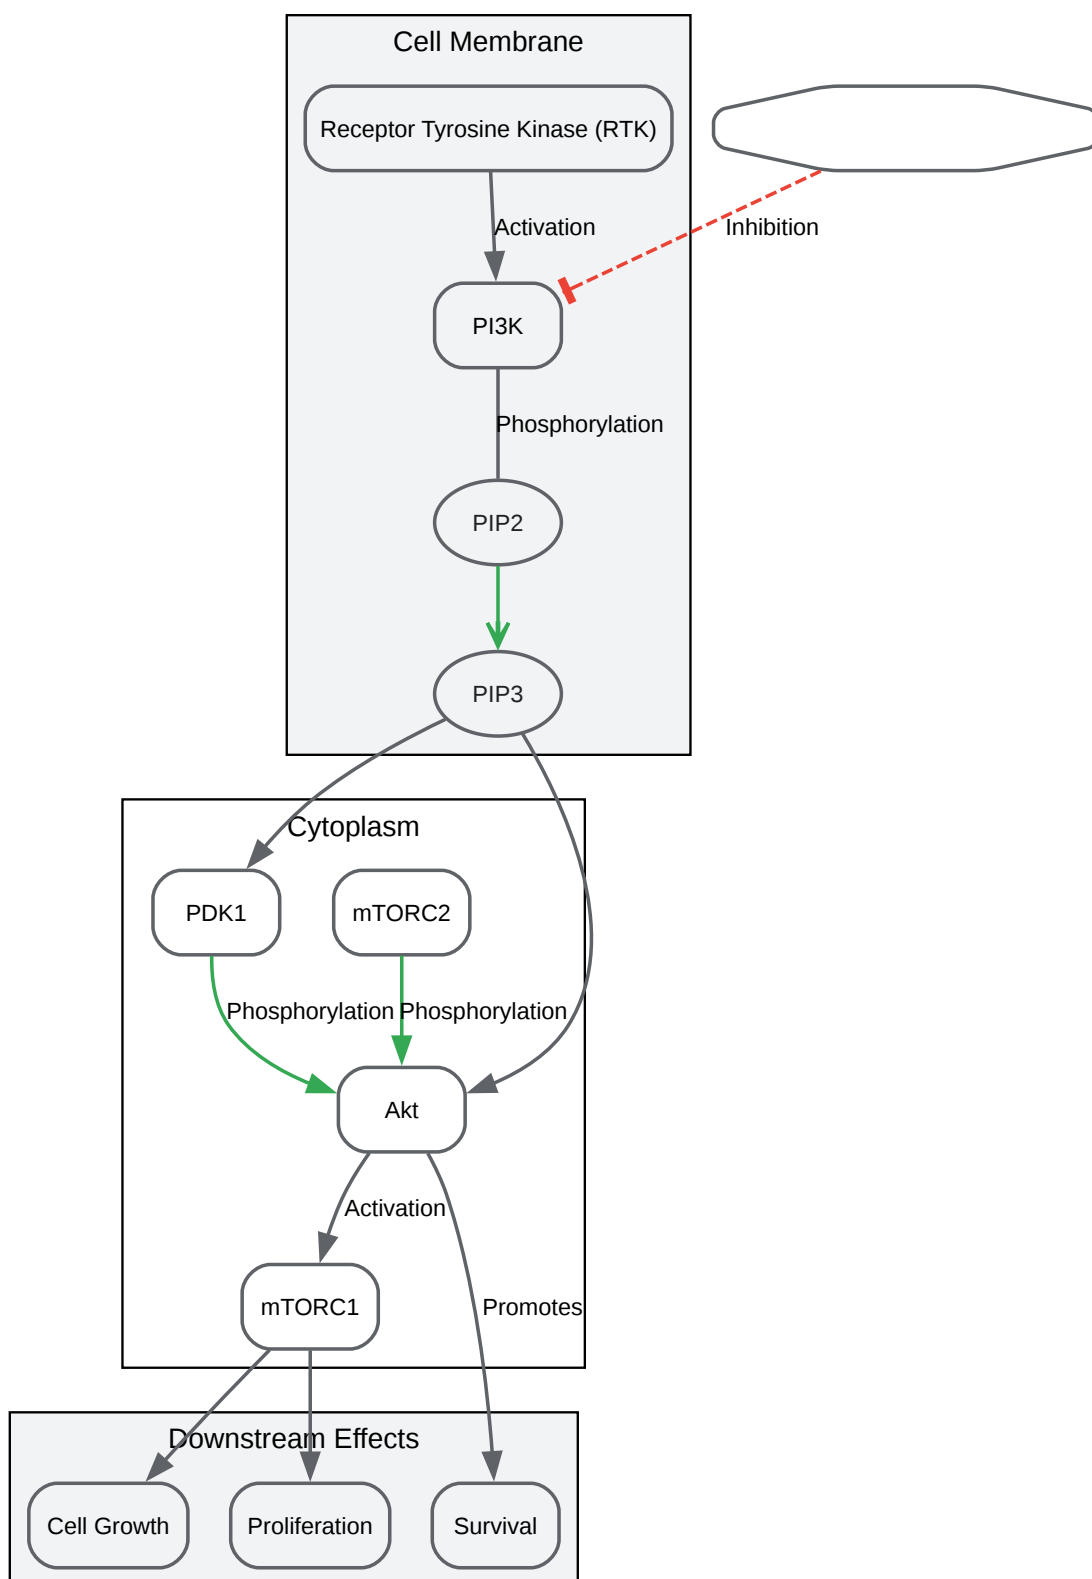 Cell Membrane
Receptor Tyrosine Kinase (RTK)
Activation
Inhibition
PI3K
Phosphorylation
PIP2
PIP3
Cytoplasm
PDK1
mTORC2
Phosphorylation
Phosphorylation
Akt
Activation
mTORC1
Promotes
Downstream Effects
Cell Growth
Proliferation
Survival